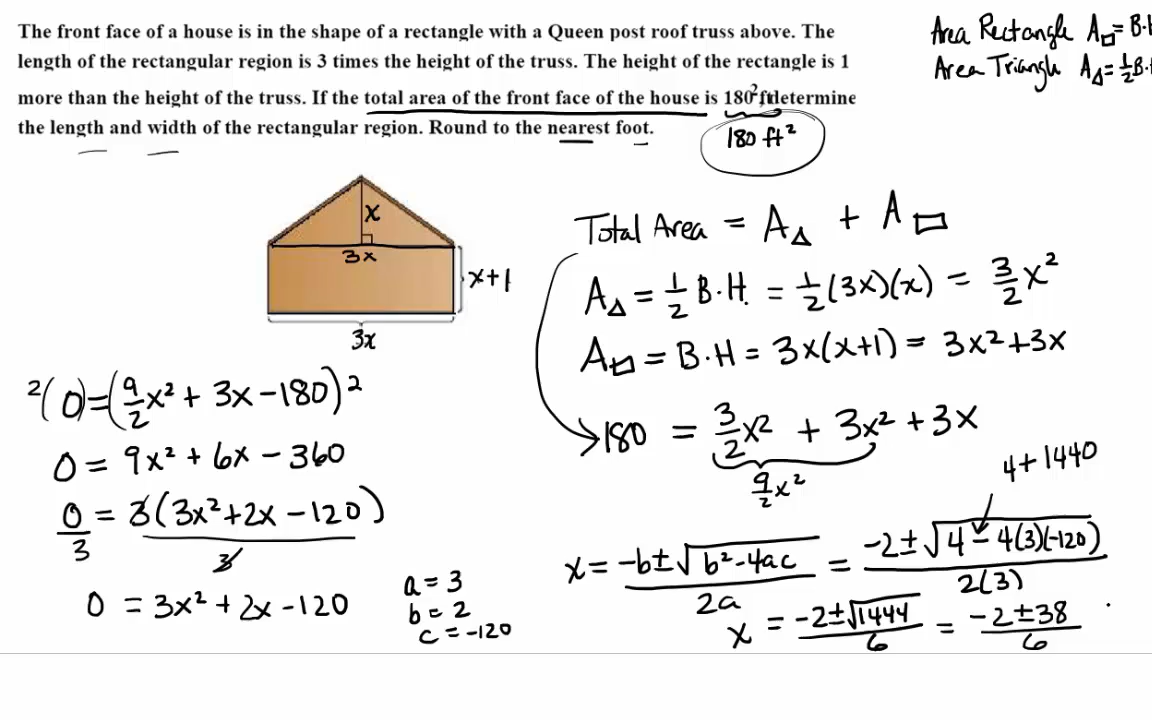 The front face of a house is in the shape of a rectangle with a Queen post roof truss above. The
length of the rectangular region is 3 times the height of the truss. The height of the rectangle is 1
more than the height of the truss. If the total area of the front face of the house is 180 ft² determine
the length and width of the rectangular region. Round to the nearest foot.
180 ft²
Area Rectangle A▭ = B·H
Area Triangle A△ = ½B·
x
3x
x+1
3x
Total Area = A△ + A▭
A△ = ½ B·H. = ½(3x)(x) = 3/2 x²
A▭ = B·H = 3x(x+1) = 3x²+3x
180 = 3/2 x² + 3x² + 3x
9/2 x²
2(0)=(9/2 x² + 3x − 180)2
0 = 9x² + 6x − 360
0/3 = 3(3x²+2x−120)/3
0 = 3x² + 2x − 120
a = 3
b = 2
c = −120
4+1440
x = −b±√b²−4ac / 2a = −2±√4 − 4(3)(−120) / 2(3)
x = −2±√1444 / 6 = −2±38 / 6